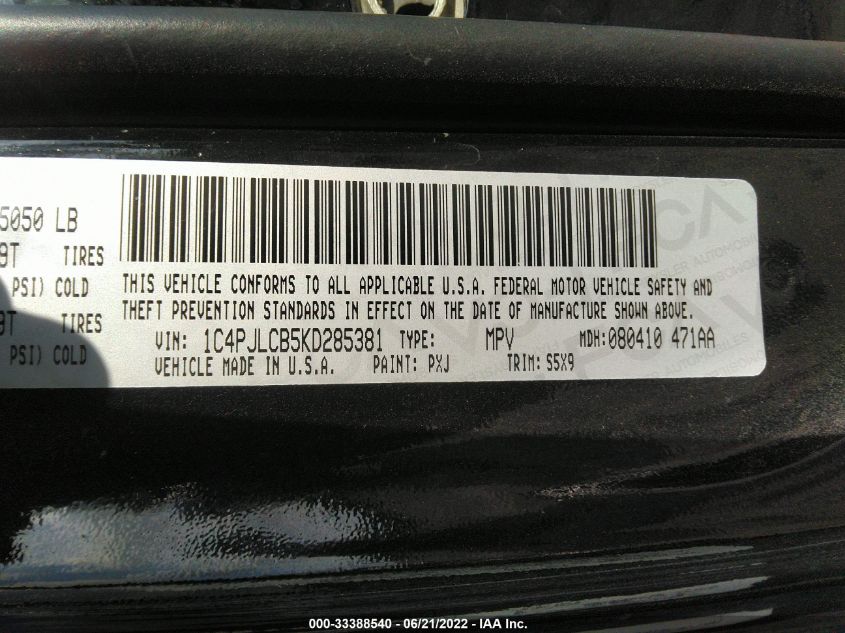 5050 LB
9T TIRES
PSI) COLD
THIS VEHICLE CONFORMS TO ALL APPLICABLE U.S.A. FEDERAL MOTOR VEHICLE SAFETY AND
THEFT PREVENTION STANDARDS IN EFFECT ON THE DATE OF MANUFACTURE SHOWN ABOVE.
9T TIRES
VIN: 1C4PJLCB5KD285381 TYPE: MPV MDH:080410 471AA
PSI) COLD
VEHICLE MADE IN U.S.A. PAINT: PXJ TRIM: S5X9
000-33388540 - 06/21/2022 - IAA Inc.